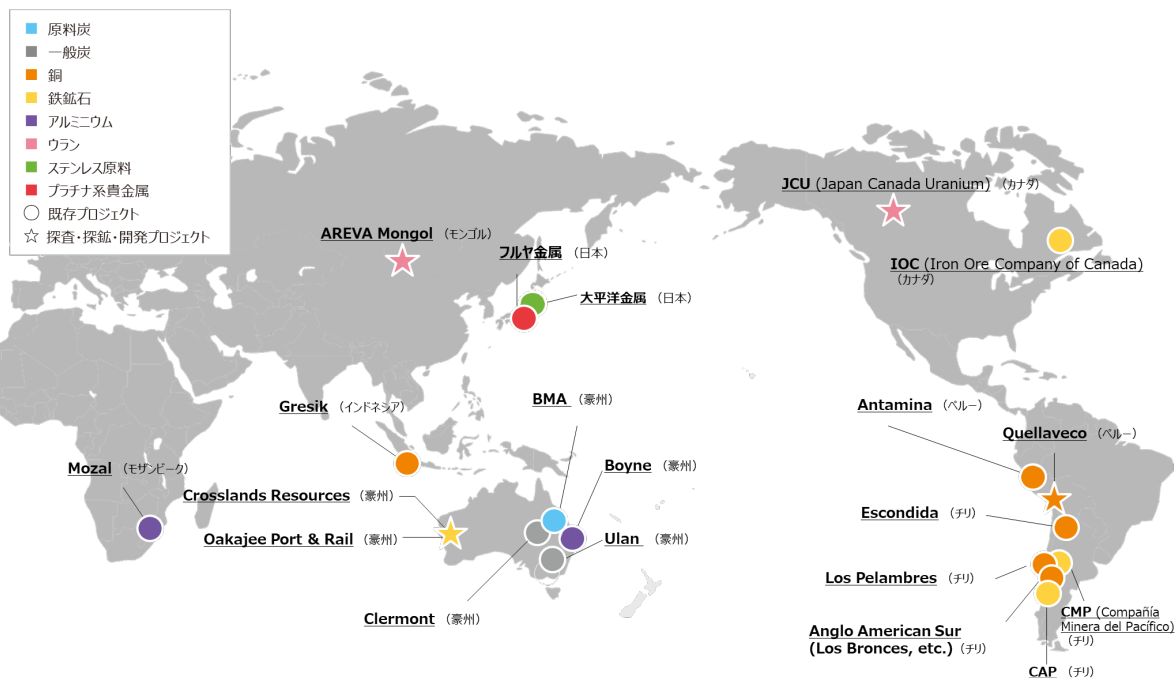 原料炭
一般炭
銅
鉄鉱石
アルミニウム
ウラン
ステンレス原料
プラチナ系貴金属
既存プロジェクト
探査・探鉱・開発プロジェクト
JCU (Japan Canada Uranium) （カナダ）
AREVA Mongol （モンゴル）
フルヤ金属 （日本）
IOC (Iron Ore Company of Canada)
（カナダ）
大平洋金属 （日本）
BMA （豪州）
Gresik （インドネシア）
Antamina （ペルー）
Quellaveco （ペルー）
Mozal （モザンビーク）
Boyne （豪州）
Crosslands Resources （豪州）
Escondida （チリ）
Oakajee Port & Rail （豪州）
Ulan （豪州）
Los Pelambres （チリ）
Clermont （豪州）
CMP (Compañía
Minera del Pacífico)
（チリ）
Anglo American Sur
(Los Bronces, etc.) （チリ）
CAP （チリ）